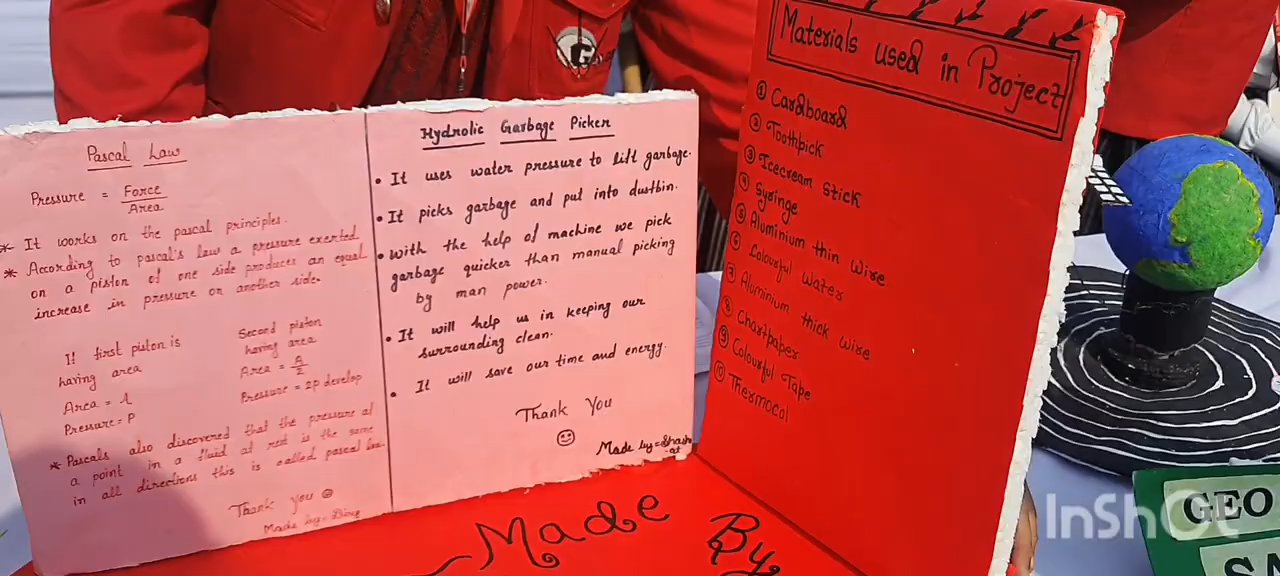 Pascal Law
Pressure = Force
Area
* It works on the pascal principles.
* According to pascal's law a pressure exerted
on a piston of one side produces an equal
increase in pressure on another side.
If first piston is
having area
Area = A
Pressure = P
Second piston
having area
Area = A
2
Pressure = 2p develop
* Pascals also discovered that the pressure at
a point in a fluid at rest is the same
in all directions this is called pascal law
Thank You
Made by:
Hydrolic Garbage Picker
• It uses water pressure to lift garbage.
• It picks garbage and put into dustbin.
• With the help of machine we pick
garbage quicker than manual picking
by man power.
• It will help us in keeping our
surrounding clean.
• It will save our time and energy.
Thank You
Made by =
Materials used in Project
① Cardboard
② Toothpick
③ Icecream Stick
④ Syringe
⑤ Aluminium thin Wire
⑥ Colourful Water
⑦ Aluminium thick Wire
⑧ Chartpaper
⑨ Colourful Tape
⑩ Thermocol
Made By
G
GEO
SA
InShot